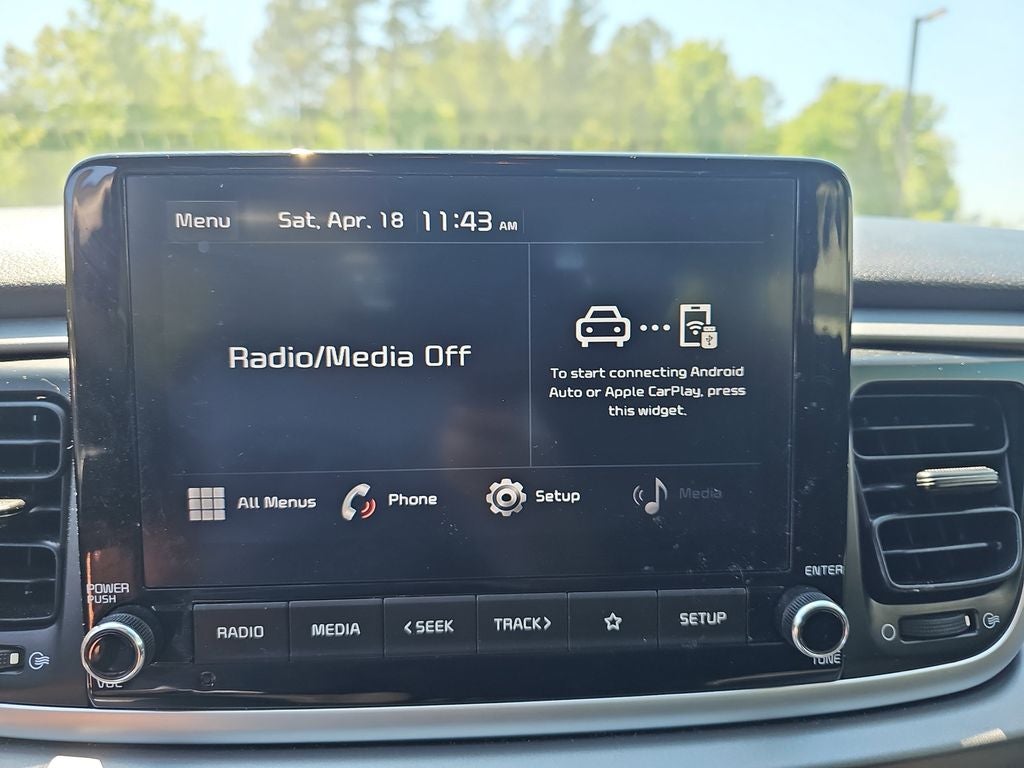 Menu Sat, Apr. 18 11:43 AM
Radio/Media Off
To start connecting Android
Auto or Apple CarPlay, press
this widget.
All Menus Phone Setup Media
POWER
PUSH
ENTER
RADIO MEDIA <SEEK TRACK> SETUP
VOL
TUNE